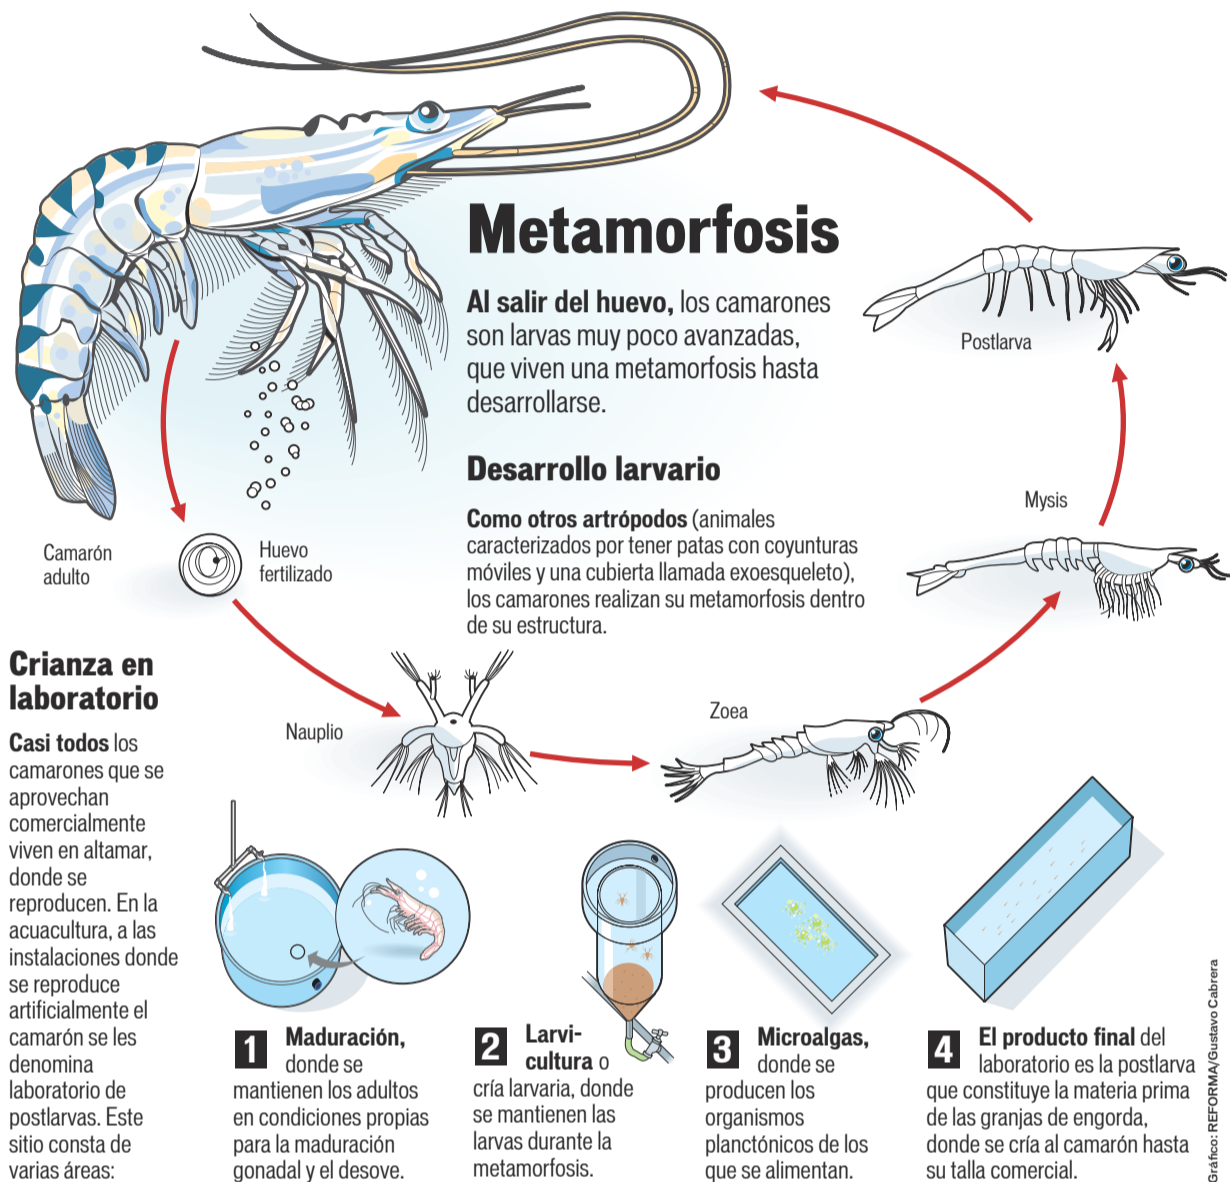 Metamorfosis
Al salir del huevo, los camarones
son larvas muy poco avanzadas,
que viven una metamorfosis hasta
desarrollarse.
Desarrollo larvario
Como otros artrópodos (animales
caracterizados por tener patas con coyunturas
móviles y una cubierta llamada exoesqueleto),
los camarones realizan su metamorfosis dentro
de su estructura.
Camarón
adulto
Huevo
fertilizado
Nauplio
Zoea
Mysis
Postlarva
Crianza en
laboratorio
Casi todos los
camarones que se
aprovechan
comercialmente
viven en altamar,
donde se
reproducen. En la
acuacultura, a las
instalaciones donde
se reproduce
artificialmente el
camarón se les
denomina
laboratorio de
postlarvas. Este
sitio consta de
varias áreas:
1 Maduración,
donde se
mantienen los adultos
en condiciones propias
para la maduración
gonadal y el desove.
2 Larvi-
cultura o
cría larvaria, donde
se mantienen las
larvas durante la
metamorfosis.
3 Microalgas,
donde se
producen los
organismos
planctónicos de los
que se alimentan.
4 El producto final del
laboratorio es la postlarva
que constituye la materia prima
de las granjas de engorda,
donde se cría al camarón hasta
su talla comercial.
Gráfico: REFORMA/Gustavo Cabrera